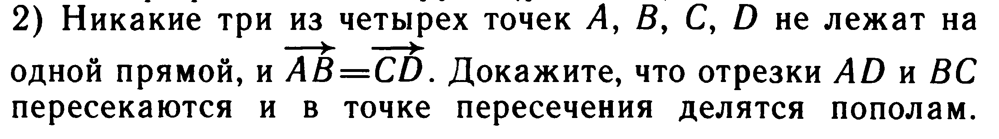 2) Никакие три из четырех точек A, B, C, D не лежат на
одной прямой, и $\overrightarrow{AB}=\overrightarrow{CD}$. Докажите, что отрезки AD и BC
пересекаются и в точке пересечения делятся пополам.